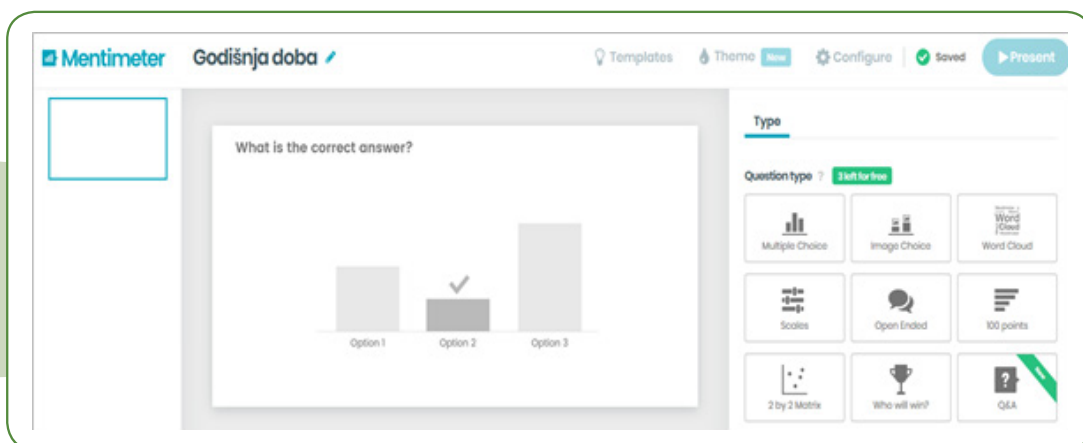 Mentimeter Godišnja doba Templates Theme New Configure Saved Present
What is the correct answer?
Option 1 Option 2 Option 3
Type
Question type ? 3 left for free
Multiple Choice Image Choice Word Cloud
Scales Open Ended 100 points
2 by 2 Matrix Who will win? Q&A